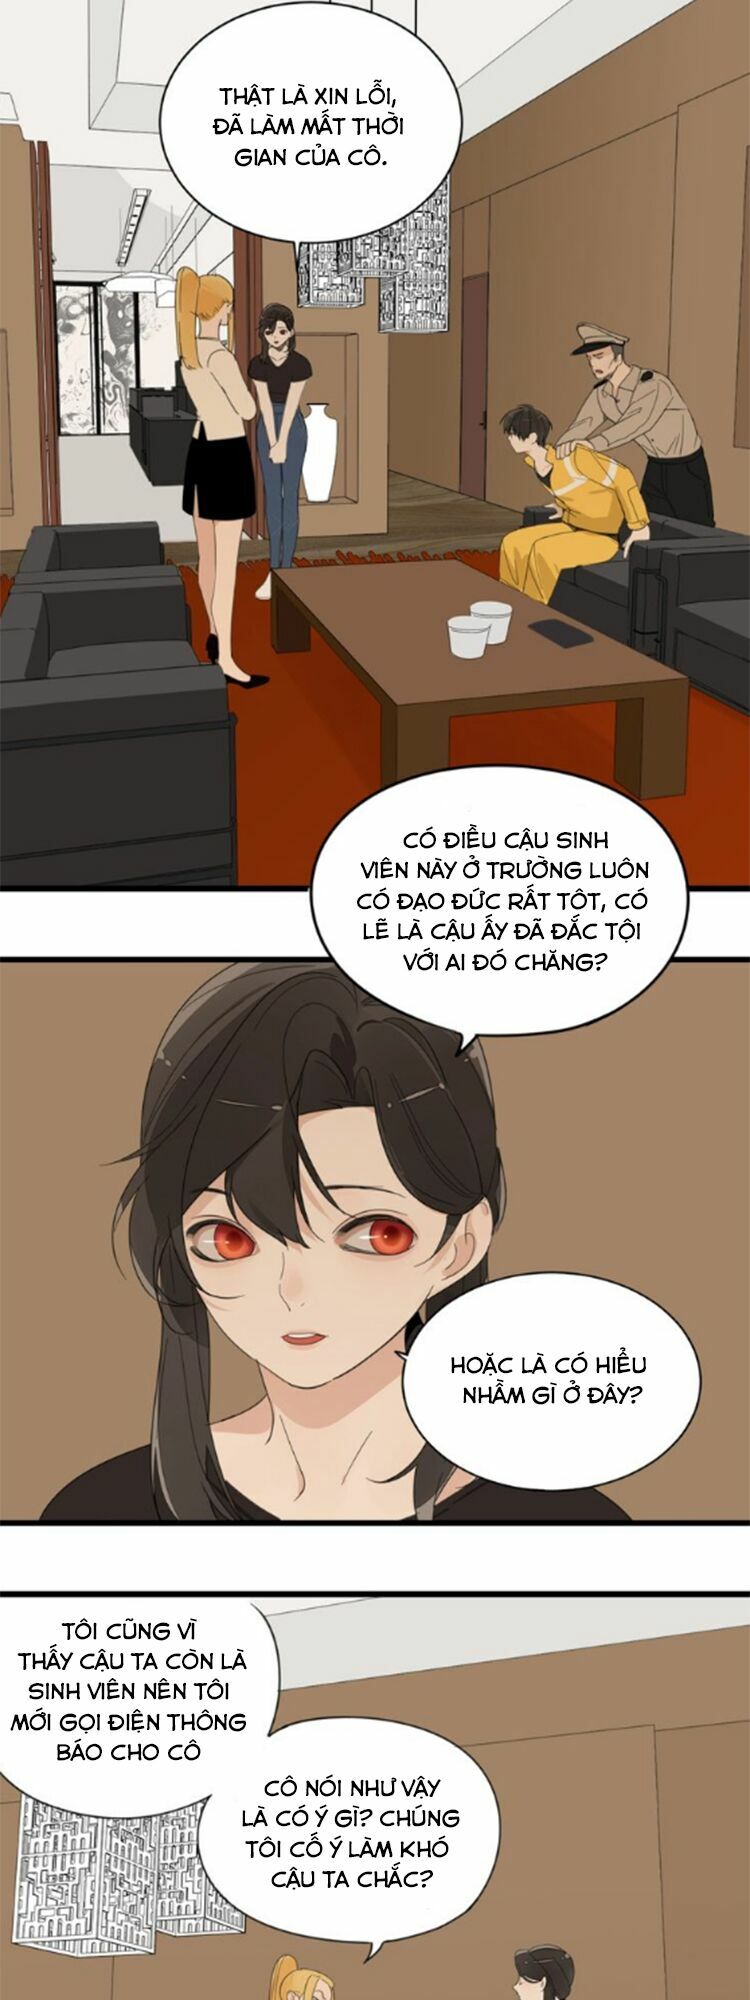 THẬT LÀ XIN LỖI,
ĐÃ LÀM MẤT THỜI
GIAN CỦA CÔ.
CÓ ĐIỀU CẬU SINH
VIÊN NÀY Ở TRƯỜNG LUÔN
CÓ ĐẠO ĐỨC RẤT TÔT, CÓ
LẼ LÀ CẬU ẤY ĐÃ ĐẮC TỘI
VỚI AI ĐÓ CHĂNG?
HOẶC LÀ CÓ HIỂU
NHẦM GÌ Ở ĐÂY?
TÔI CŨNG VÌ
THẤY CẬU TA CÒN LÀ
SINH VIÊN NÊN TÔI
MỚI GỌI ĐIỆN THÔNG
BÁO CHO CÔ
CÔ NÓI NHƯ VẬY
LÀ CÓ Ý GÌ? CHÚNG
TÔI CỐ Ý LÀM KHÓ
CẬU TA CHẮC?